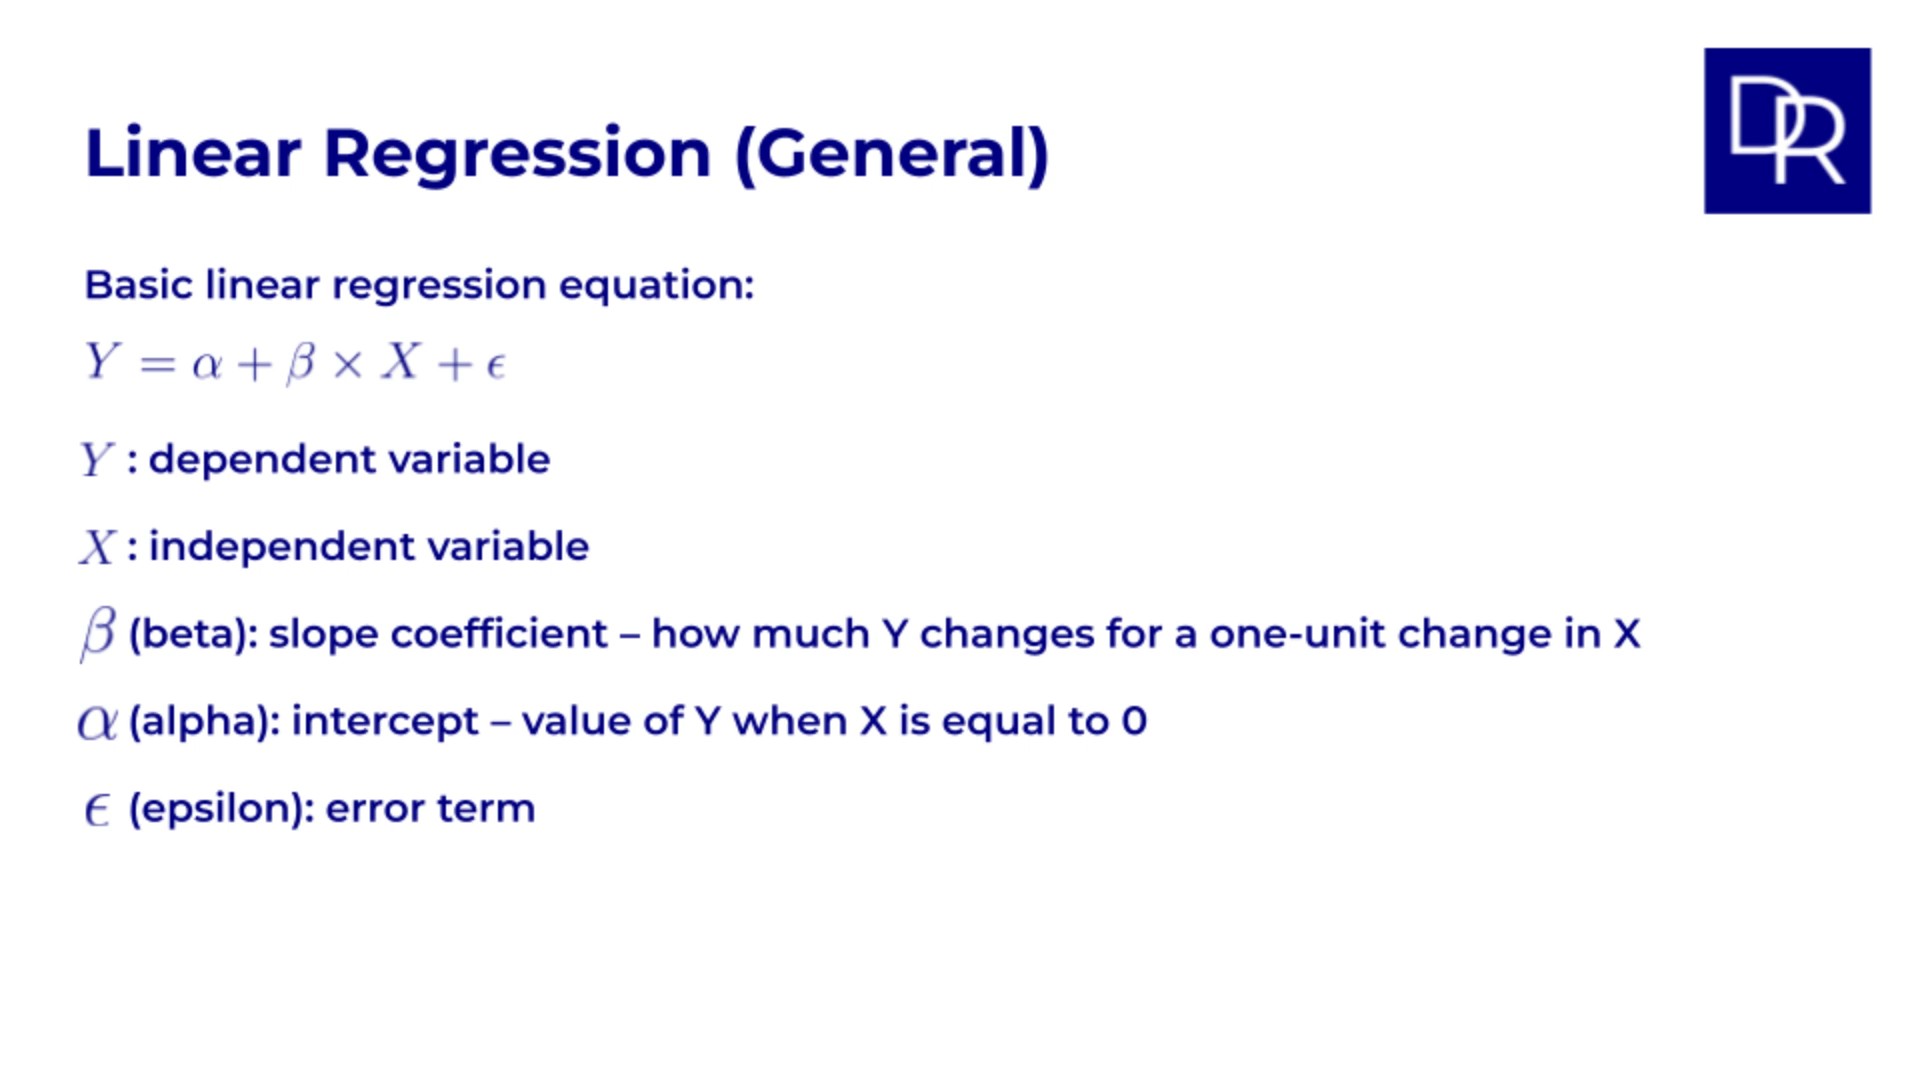 DR
Linear Regression (General)
Basic linear regression equation:
Y = α + β × X + ϵ
Y : dependent variable
X : independent variable
β (beta): slope coefficient – how much Y changes for a one-unit change in X
α (alpha): intercept – value of Y when X is equal to 0
ϵ (epsilon): error term